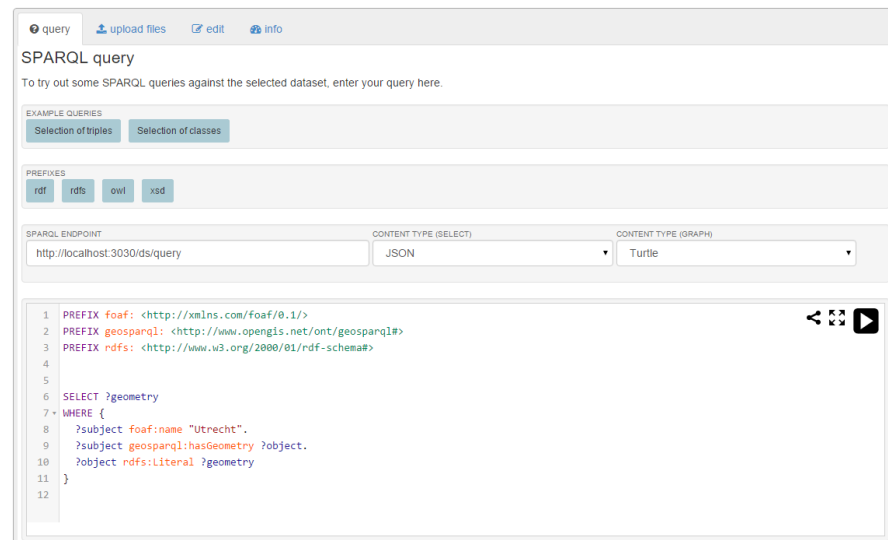 query upload files edit info
SPARQL query
To try out some SPARQL queries against the selected dataset, enter your query here.
EXAMPLE QUERIES
Selection of triples Selection of classes
PREFIXES
rdf rdfs owl xsd
SPARQL ENDPOINT CONTENT TYPE (SELECT) CONTENT TYPE (GRAPH)
http://localhost:3030/ds/query JSON Turtle
1 PREFIX foaf: <http://xmlns.com/foaf/0.1/>
2 PREFIX geosparql: <http://www.opengis.net/ont/geosparql#>
3 PREFIX rdfs: <http://www.w3.org/2000/01/rdf-schema#>
4
5
6 SELECT ?geometry
7 WHERE {
8 ?subject foaf:name "Utrecht".
9 ?subject geosparql:hasGeometry ?object.
10 ?object rdfs:Literal ?geometry
11 }
12